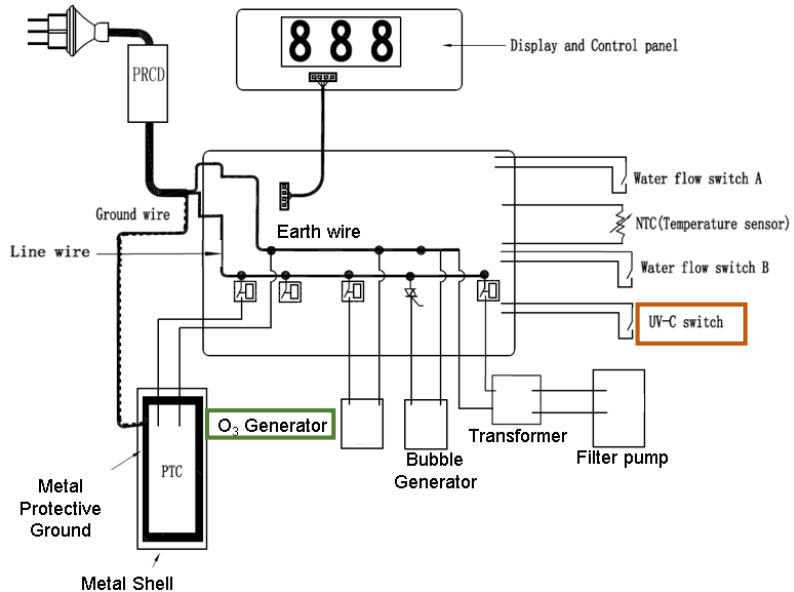 888
Display and Control panel
PRCD
Water flow switch A
Ground wire
NTC(Temperature sensor)
Earth wire
Line wire
Water flow switch B
UV-C switch
O₃ Generator
Transformer
Filter pump
Bubble
Generator
PTC
Metal
Protective
Ground
Metal Shell